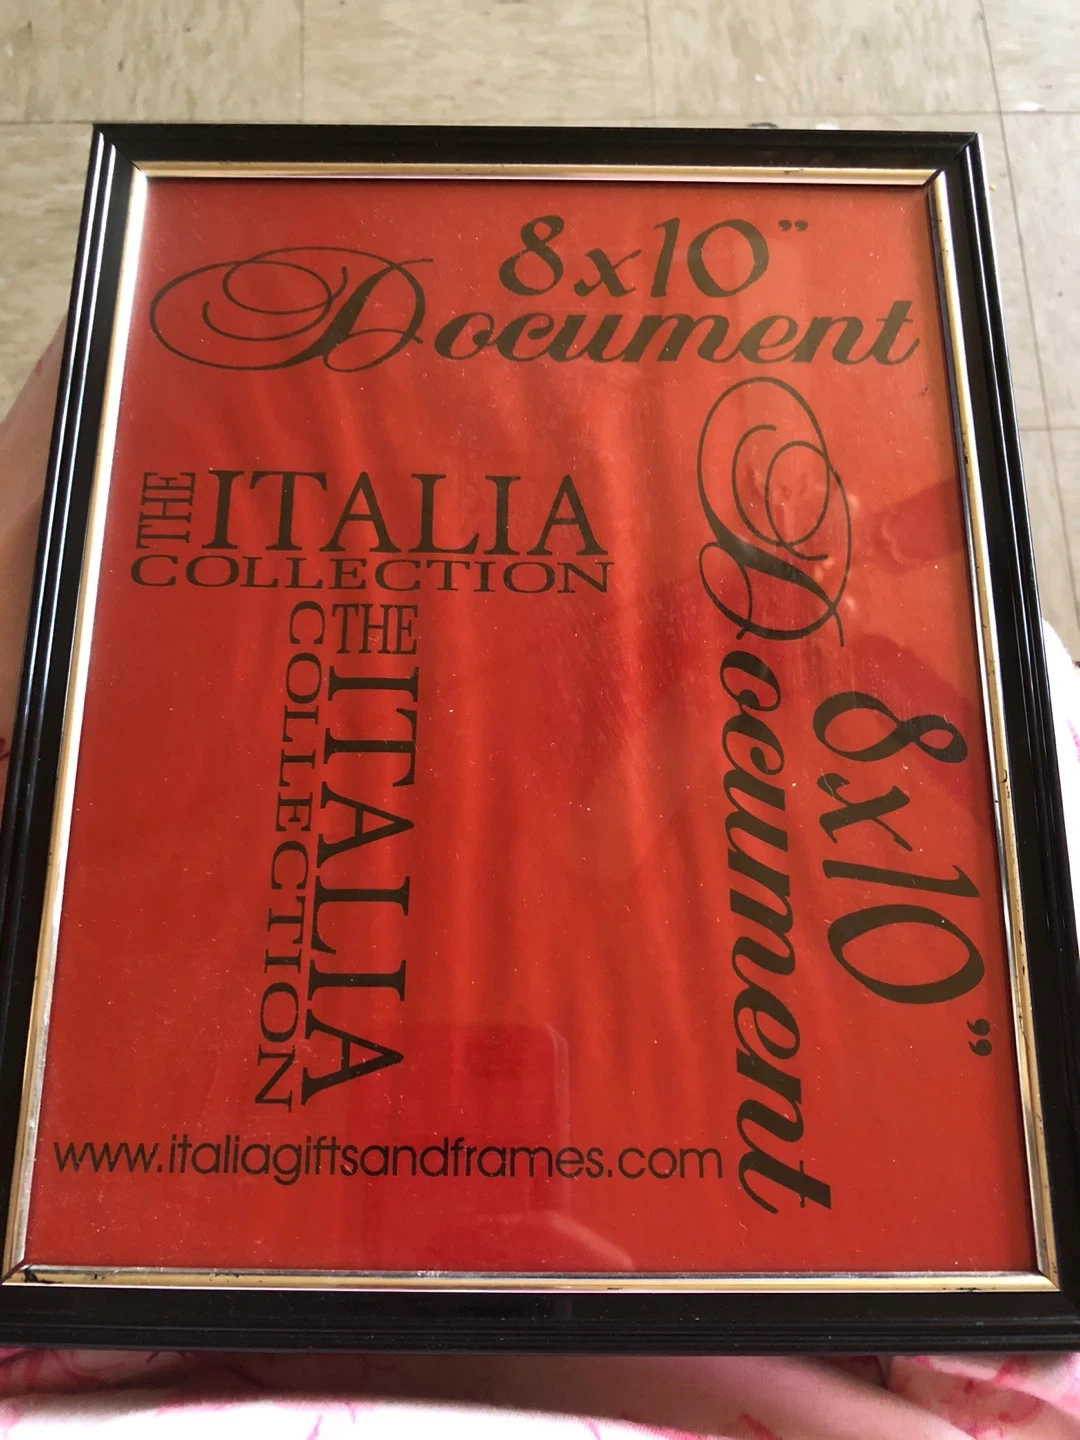 8x10"
Document
THE ITALIA
COLLECTION
THE ITALIA
COLLECTION
Document
8x10"
www.italiagiftsandframes.com